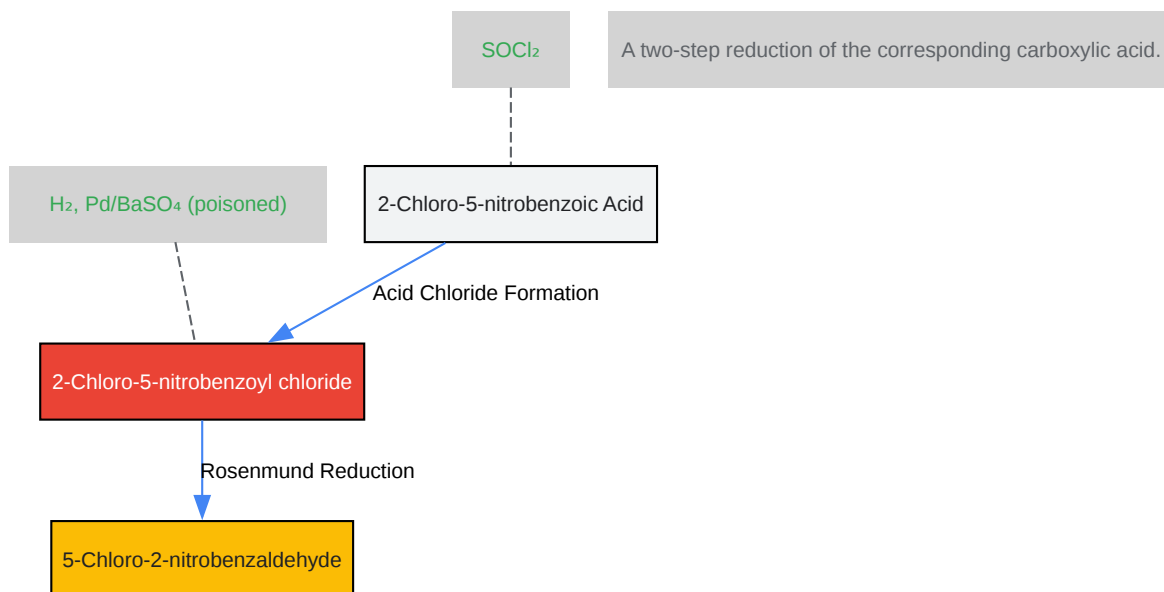 SOCl₂
A two-step reduction of the corresponding carboxylic acid.
H₂, Pd/BaSO₄ (poisoned)
2-Chloro-5-nitrobenzoic Acid
Acid Chloride Formation
2-Chloro-5-nitrobenzoyl chloride
Rosenmund Reduction
5-Chloro-2-nitrobenzaldehyde